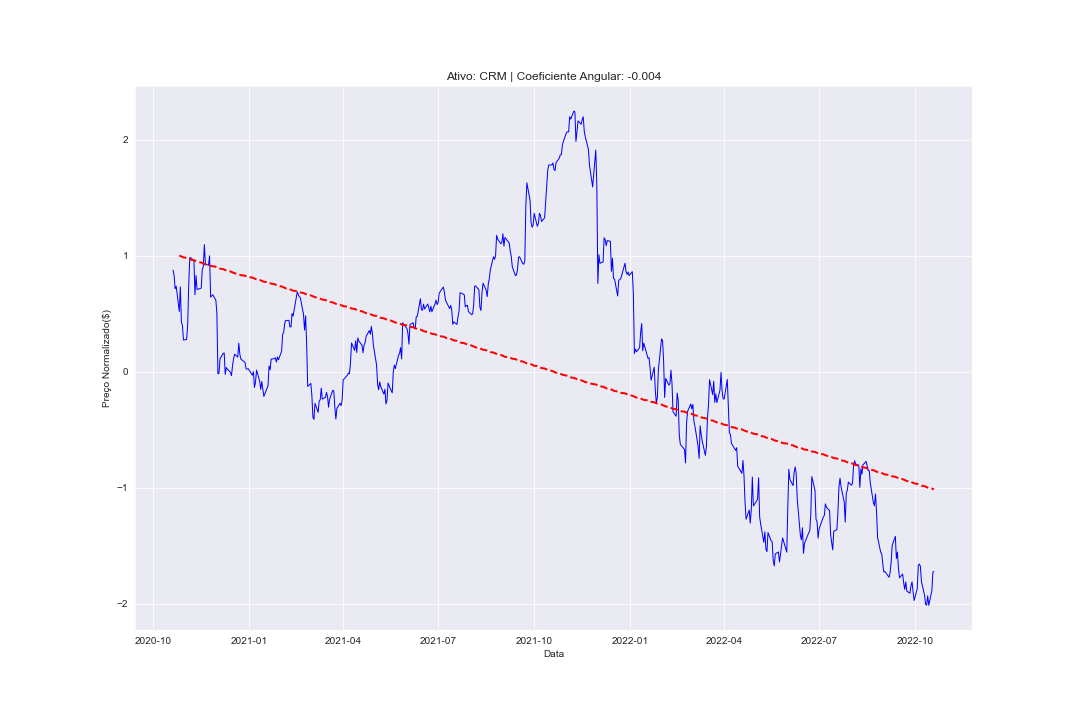 Ativo: CRM | Coeficiente Angular: -0.004
Preço Normalizado($)
2
1
0
−1
−2
2020-10 2021-01 2021-04 2021-07 2021-10 2022-01 2022-04 2022-07 2022-10
Data